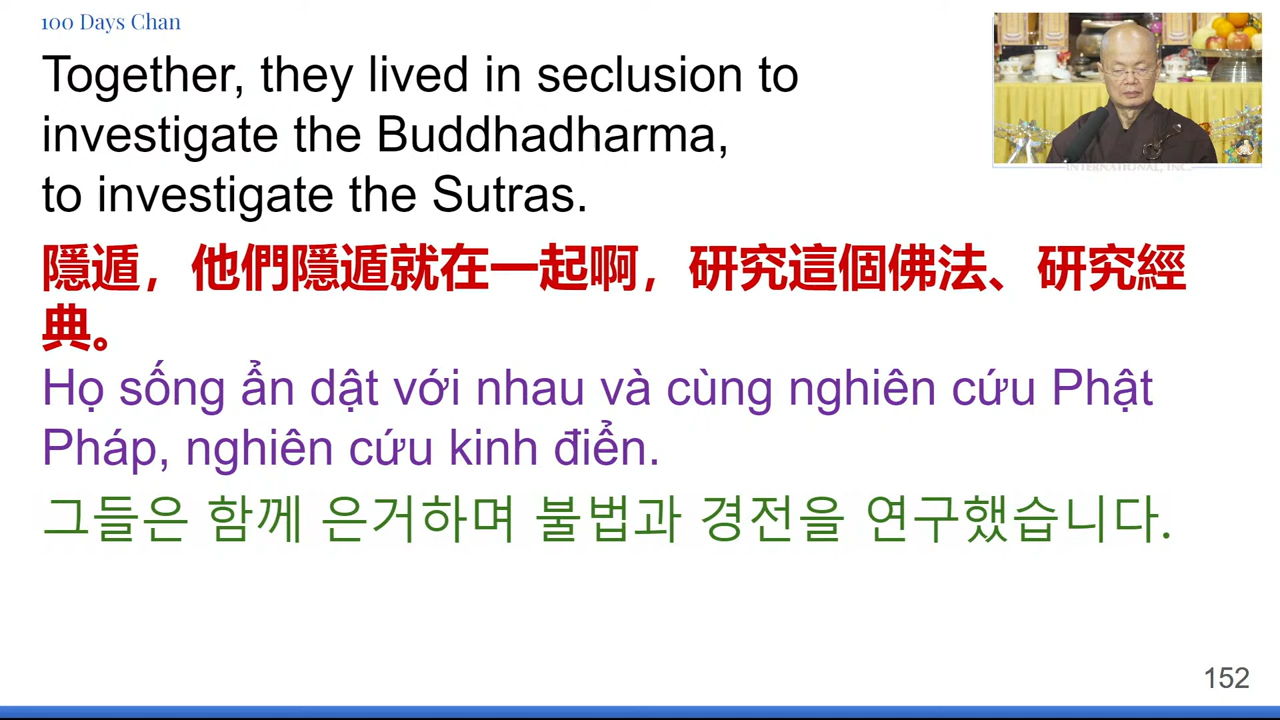 100 Days Chan
Together, they lived in seclusion to
investigate the Buddhadharma,
to investigate the Sutras.
隱遁，他們隱遁就在一起啊，研究這個佛法、研究經
典。
Họ sống ẩn dật với nhau và cùng nghiên cứu Phật
Pháp, nghiên cứu kinh điển.
그들은 함께 은거하며 불법과 경전을 연구했습니다.
INTERNATIONAL, INC.
152